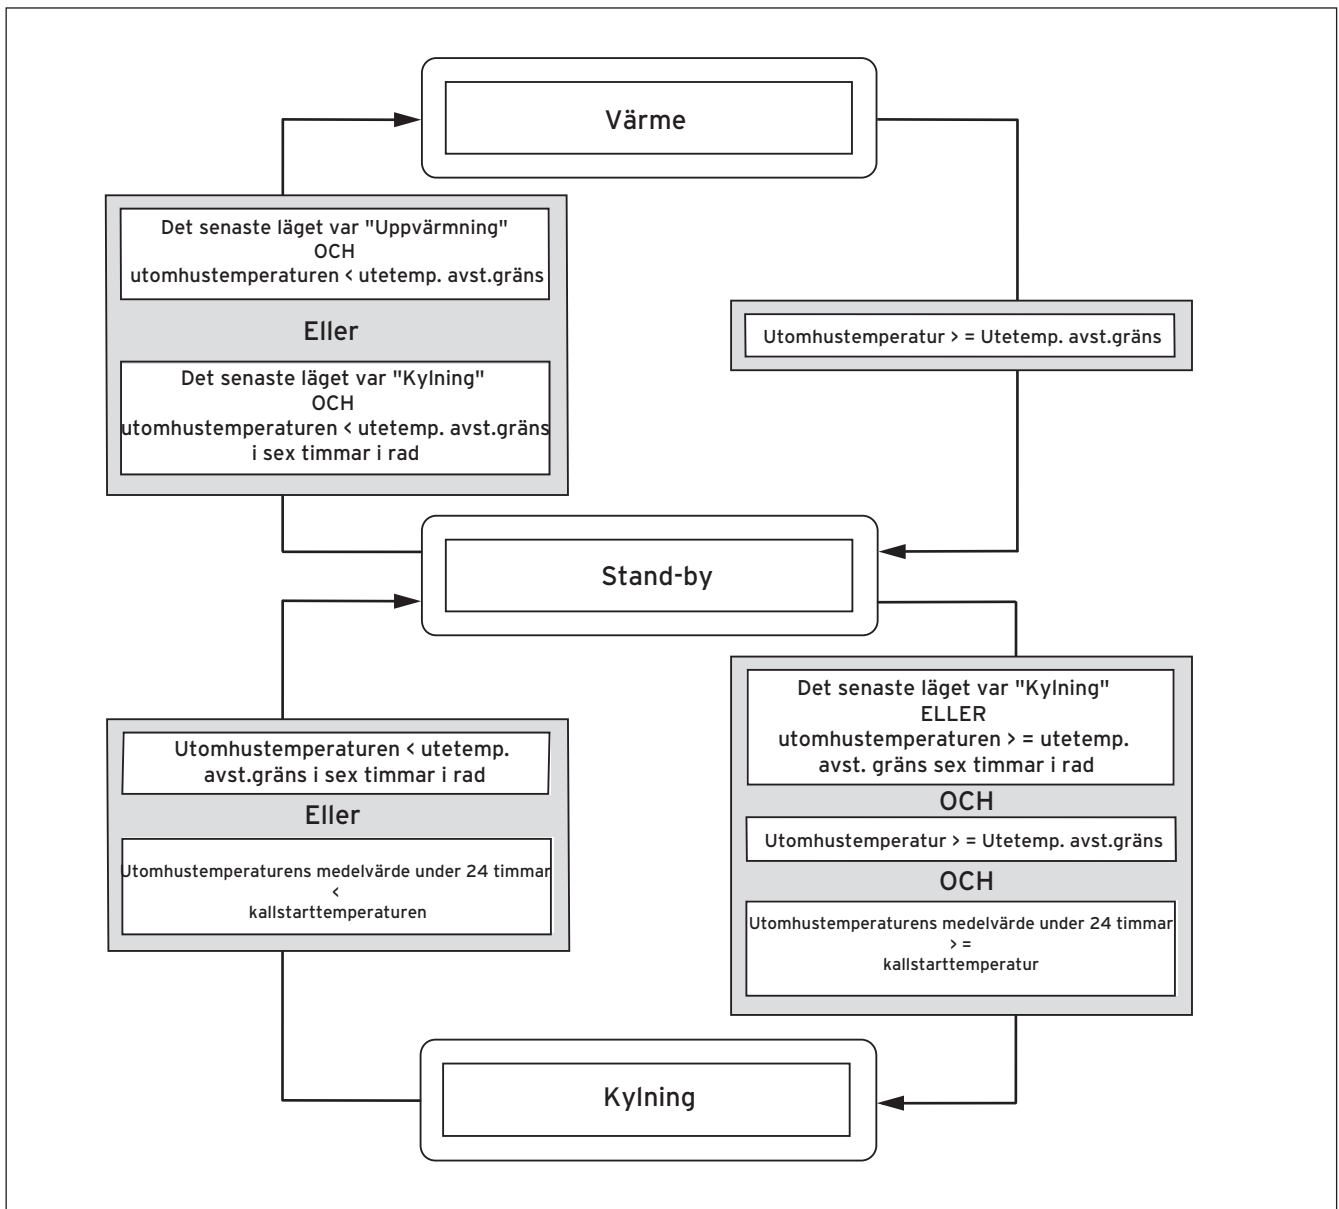 Värme
Det senaste läget var "Uppvärmning"
OCH
utomhustemperaturen < utetemp. avst.gräns
Eller
Det senaste läget var "Kylning"
OCH
utomhustemperaturen < utetemp. avst.gräns
i sex timmar i rad
Utomhustemperatur > = Utetemp. avst.gräns
Stand-by
Utomhustemperaturen < utetemp.
avst.gräns i sex timmar i rad
Eller
Utomhustemperaturens medelvärde under 24 timmar
<
kallstarttemperaturen
Det senaste läget var "Kylning"
ELLER
utomhustemperaturen > = utetemp.
avst. gräns sex timmar i rad
OCH
Utomhustemperatur > = Utetemp. avst.gräns
OCH
Utomhustemperaturens medelvärde under 24 timmar
> =
kallstarttemperatur
Kylning